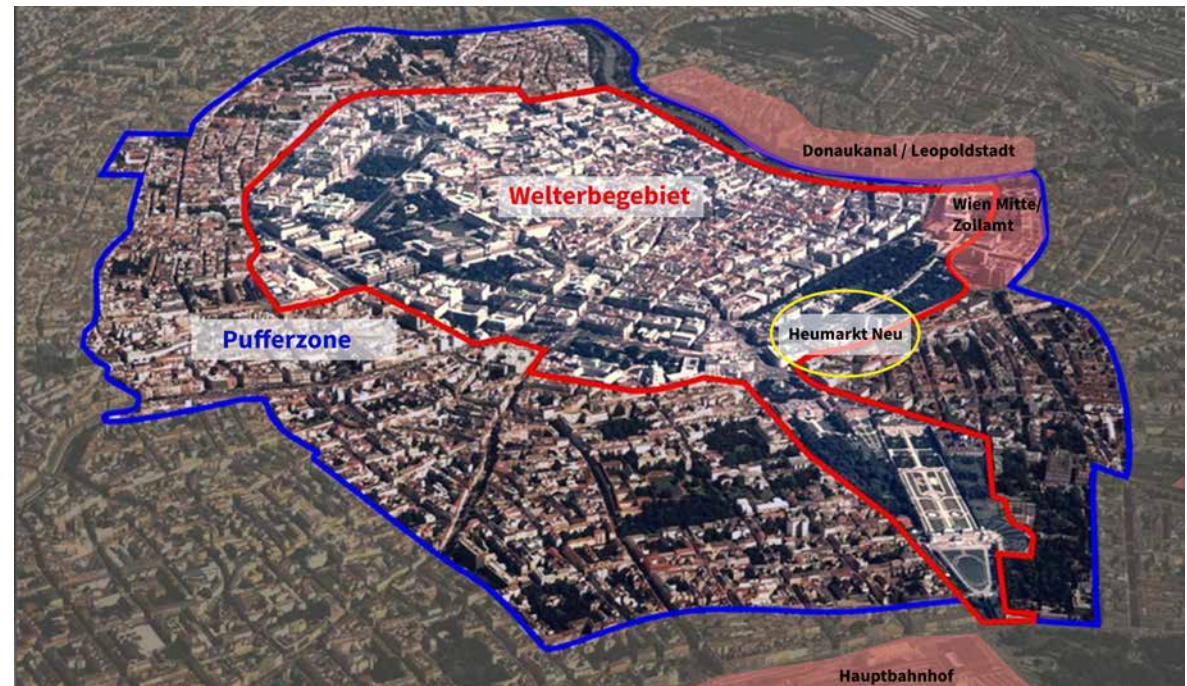 Donaukanal / Leopoldstadt
Welterbegebiet
Wien Mitte/
Zollamt
Heumarkt Neu
Pufferzone
Hauptbahnhof